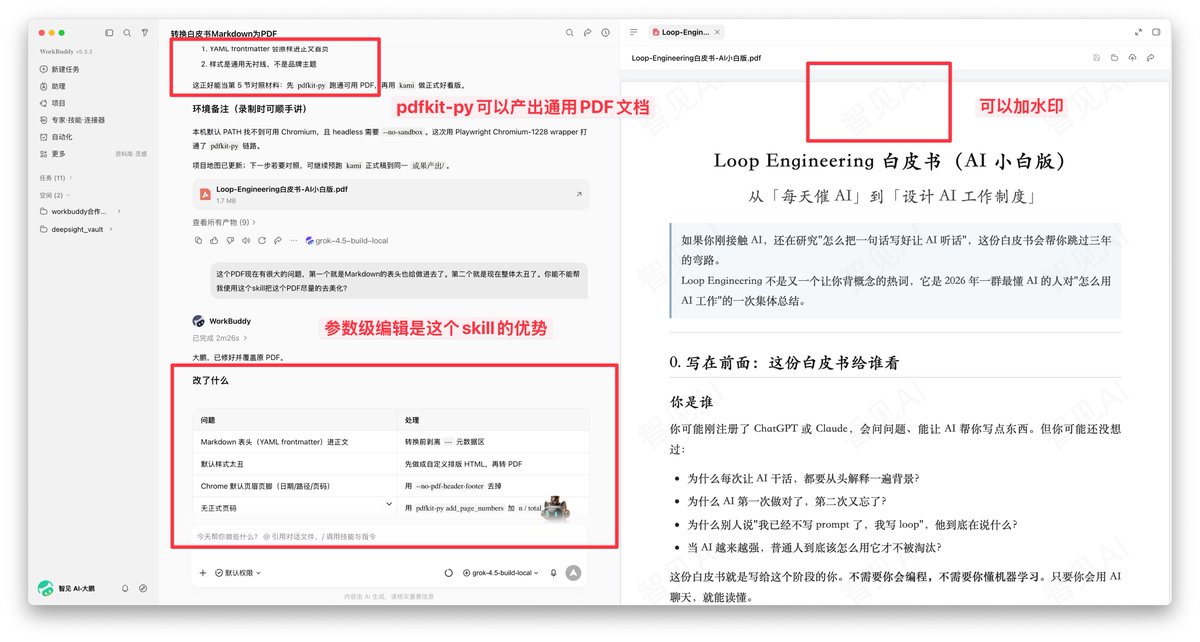 WorkBuddy v5.3.3
新建任务
助理
项目
专家·技能·连接器
自动化
更多
资料库·灵感
任务 (11)
空间 (2)
workbuddy合作...
deepsight_vault
智见 AI-大鹏
转换白皮书Markdown为PDF
1. YAML frontmatter 会原样进正文首页
2. 样式是通用无衬线，不是品牌主题
这正好能当第 5 节对照材料：先 pdfkit-py 跑通可用 PDF，再用 kami 做正式好看版。
pdfkit-py可以产出通用PDF文档
环境备注（录制时可顺手讲）
本机默认 PATH 找不到可用 Chromium，且 headless 需要 --no-sandbox 。这次用 Playwright Chromium-1228 wrapper 打
通了 pdfkit-py 链路。
项目地图已更新：下一步若要对照，可继续预跑 kami 正式稿到同一 成果产出/ 。
Loop-Engineering白皮书-AI小白版.pdf
1.7 MB
查看所有产物 (9)
grok-4.5-build-local
这个PDF现在有很大的问题，第一个就是Markdown的表头也给做进去了。第二个就是现在整体太丑了。你能不能帮
我使用这个skill把这个PDF尽量的去美化?
WorkBuddy
参数级编辑是这个skill的优势
已完成 2m26s
大鹏，已修好并覆盖原 PDF。
改了什么
问题 处理
Markdown 表头（YAML frontmatter）进正文 转换前剥离 --- 元数据区
默认样式太丑 先做成自定义排版 HTML，再转 PDF
Chrome 默认页眉页脚（日期/路径/页码） 用 --no-pdf-header-footer 去掉
无正式页码 用 pdfkit-py add_page_numbers 加 n / total
今天帮你做些什么？ @ 引用对话文件，/ 调用技能与指令
默认权限
grok-4.5-build-local
内容由 AI 生成，请核实重要信息
Loop-Engin...
Loop-Engineering白皮书-AI小白版.pdf
可以加水印
智见AI
Loop Engineering 白皮书（AI 小白版）
从「每天催 AI」到「设计 AI 工作制度」
如果你刚接触 AI，还在研究"怎么把一句话写好让 AI 听话"，这份白皮书会帮你跳过三年
的弯路。
Loop Engineering 不是又一个让你背概念的热词，它是 2026 年一群最懂 AI 的人对"怎么用
AI 工作"的一次集体总结。
0. 写在前面：这份白皮书给谁看
你是谁
你可能刚注册了 ChatGPT 或 Claude，会问问题、能让 AI 帮你写点东西。但你可能还没想
过：
• 为什么每次让 AI 干活，都要从头解释一遍背景?
• 为什么 AI 第一次做对了，第二次又忘了?
• 为什么别人说"我已经不写 prompt 了，我写 loop"，他到底在说什么?
• 当 AI 越来越强，普通人到底该怎么用它才不被淘汰?
这份白皮书就是写给这个阶段的你。不需要你会编程，不需要你懂机器学习。只要你会用 AI
聊天，就能读懂。